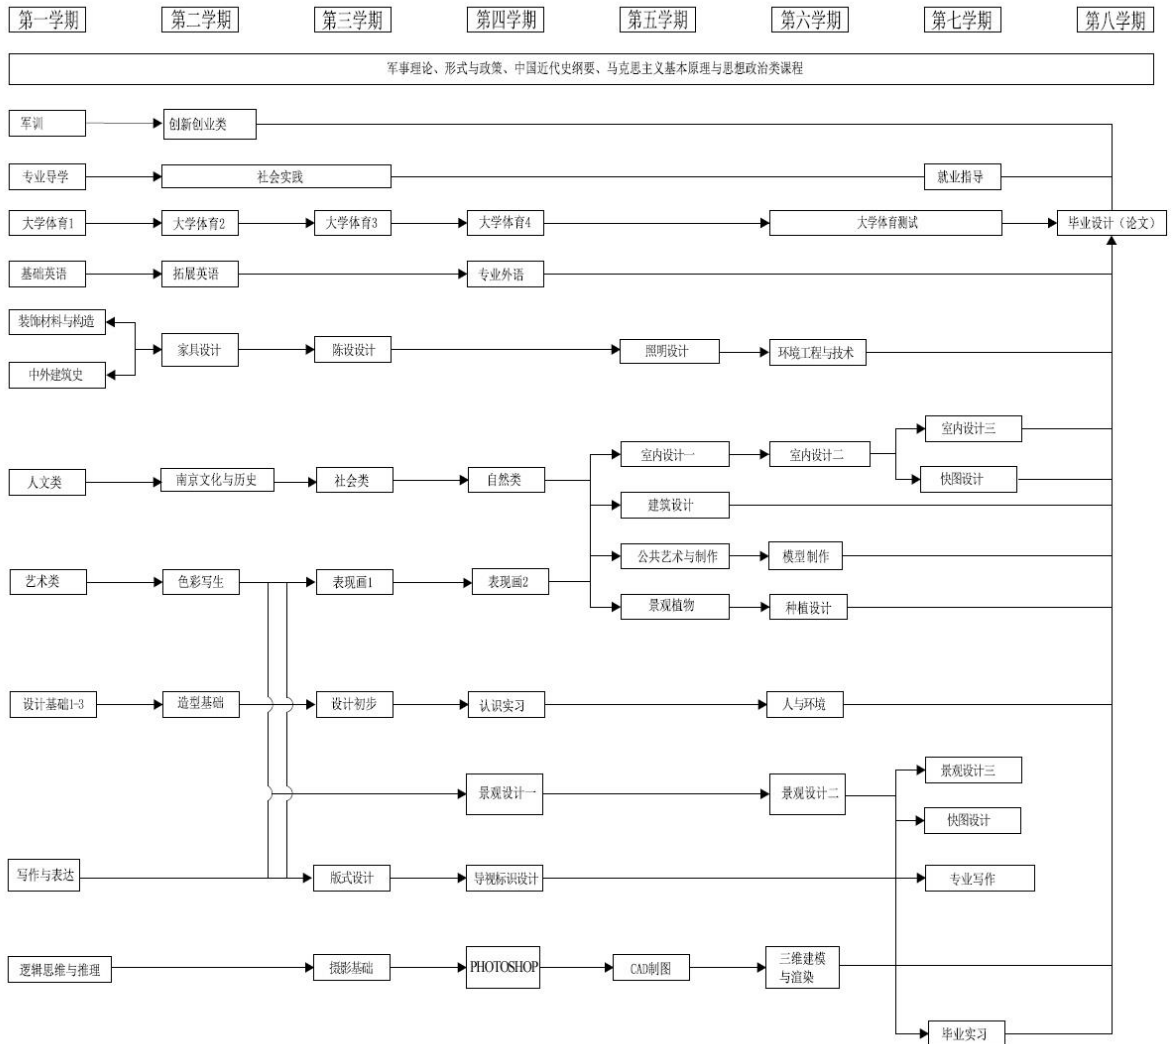 第一学期 第二学期 第三学期 第四学期 第五学期 第六学期 第七学期 第八学期
军事理论、形式与政策、中国近代史纲要、马克思主义基本原理与思想政治类课程
军训 创新创业类
专业导学 社会实践 就业指导
大学体育1 大学体育2 大学体育3 大学体育4 大学体育测试 毕业设计（论文）
基础英语 拓展英语 专业外语
装饰材料与构造
家具设计 陈设设计 照明设计 环境工程与技术
中外建筑史
室内设计三
室内设计一 室内设计二
人文类 南京文化与历史 社会类 自然类 快图设计
建筑设计
公共艺术与制作 模型制作
艺术类 色彩写生 表现画1 表现画2
景观植物 种植设计
设计基础1-3 造型基础 设计初步 认识实习 人与环境
景观设计三
景观设计一 景观设计二
快图设计
写作与表达 版式设计 导视标识设计 专业写作
逻辑思维与推理 摄影基础 PHOTOSHOP CAD制图 三维建模
与渲染
毕业实习